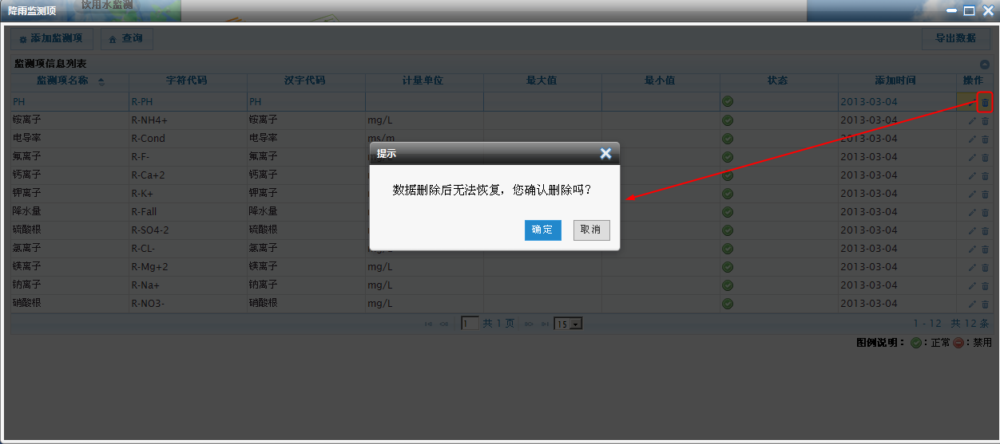 饮用水监测
降雨监测项
添加监测项 查询 导出数据
监测项信息列表
监测项名称 字符代码 汉字代码 计量单位 最大值 最小值 状态 添加时间 操作
PH R-PH PH 2013-03-04
铵离子 R-NH4+ 铵离子 mg/L 2013-03-04
电导率 R-Cond 电导率 ms/m 2013-03-04
氟离子 R-F- 氟离子 2013-03-04
钙离子 R-Ca+2 钙离子 2013-03-04
钾离子 R-K+ 钾离子 2013-03-04
降水量 R-Fall 降水量 2013-03-04
硫酸根 R-SO4-2 硫酸根 2013-03-04
氯离子 R-CL- 氯离子 2013-03-04
镁离子 R-Mg+2 镁离子 mg/L 2013-03-04
钠离子 R-Na+ 钠离子 mg/L 2013-03-04
硝酸根 R-NO3- 硝酸根 mg/L 2013-03-04
提示
数据删除后无法恢复，您确认删除吗？
确定 取消
1 共 1 页 15 1 - 12 共 12 条
图例说明：：正常：禁用